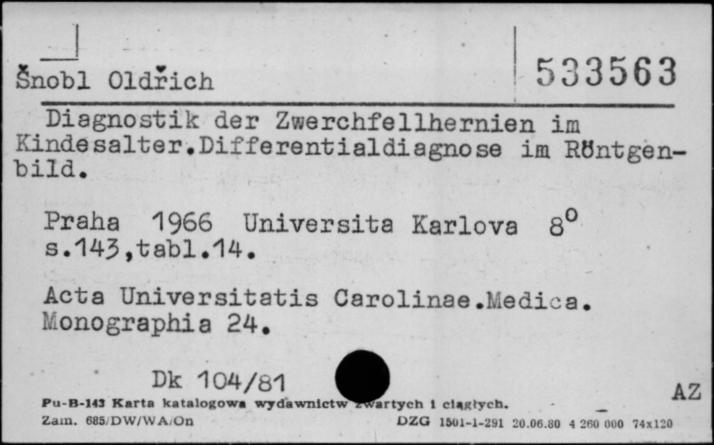 533563
Šnobl Oldřich
Diagnostik der Zwerchfellhernien im
Kindesalter.Differentialdiagnose im Röntgen-
bild.
Praha 1966 Universita Karlova 8°
s.143,tabl.14.
Acta Universitatis Carolinae.Medica.
Monographia 24.
Dk 104/81
AZ
Pu-B-143 Karta katalogowa wydawnictw zwartych i ciągłych.
Zam. 685/DW/WA/On DZG 1501-1-291 20.06.80 4 260 000 74x120